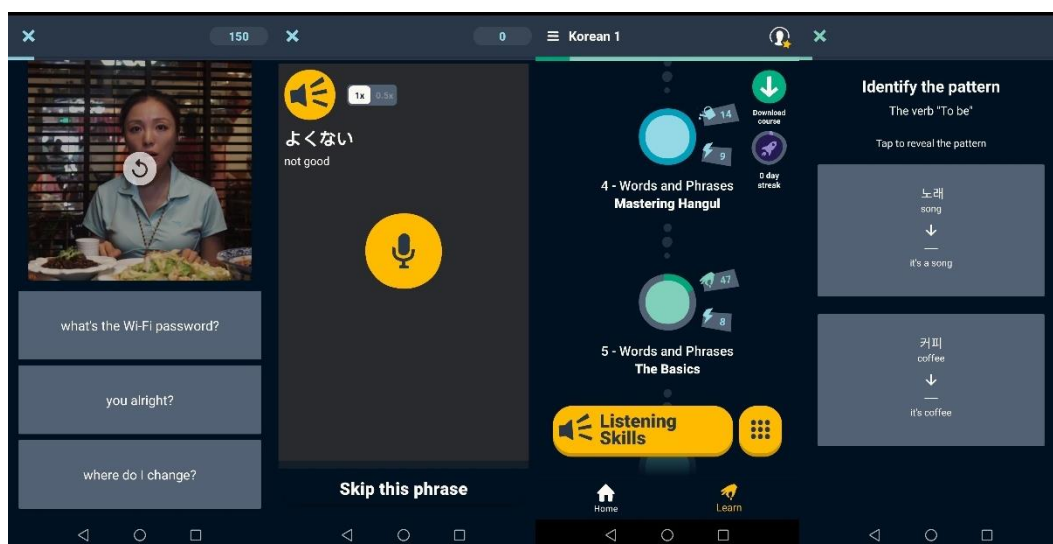 150
what's the Wi-Fi password?
you alright?
where do I change?
0
1x 0.5x
よくない
not good
Skip this phrase
Korean 1
Download
course
14
9
0 day
streak
4 - Words and Phrases
Mastering Hangul
47
8
5 - Words and Phrases
The Basics
Listening
Skills
Home
Learn
Identify the pattern
The verb "To be"
Tap to reveal the pattern
노래
song
it's a song
커피
coffee
it's coffee